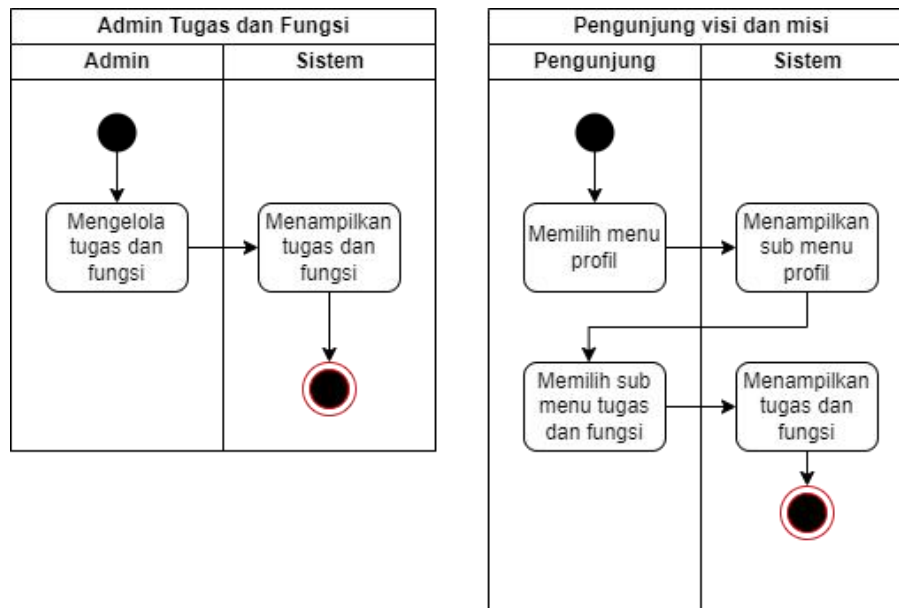 Admin Tugas dan Fungsi
Admin
Sistem
Mengelola
tugas dan
fungsi
Menampilkan
tugas dan
fungsi
Pengunjung visi dan misi
Pengunjung
Sistem
Memilih menu
profil
Menampilkan
sub menu
profil
Memilih sub
menu tugas
dan fungsi
Menampilkan
tugas dan
fungsi